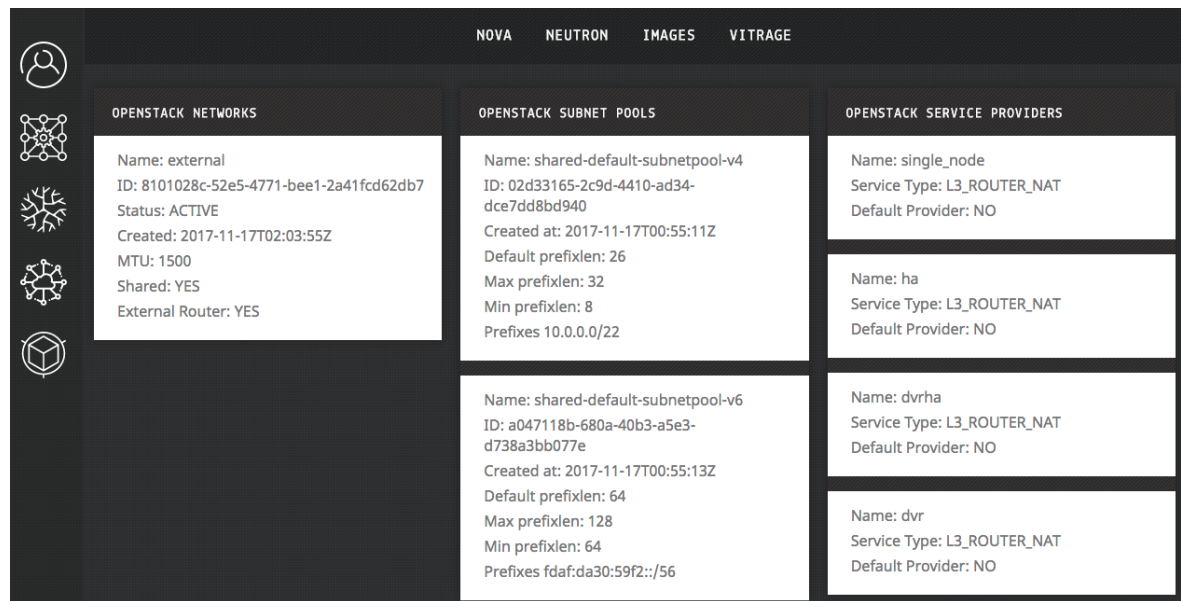 NOVA NEUTRON IMAGES VITRAGE
OPENSTACK NETWORKS
Name: external
ID: 8101028c-52e5-4771-bee1-2a41fcd62db7
Status: ACTIVE
Created: 2017-11-17T02:03:55Z
MTU: 1500
Shared: YES
External Router: YES
OPENSTACK SUBNET POOLS
Name: shared-default-subnetpool-v4
ID: 02d33165-2c9d-4410-ad34-
dce7dd8bd940
Created at: 2017-11-17T00:55:11Z
Default prefixlen: 26
Max prefixlen: 32
Min prefixlen: 8
Prefixes 10.0.0.0/22
Name: shared-default-subnetpool-v6
ID: a047118b-680a-40b3-a5e3-
d738a3bb077e
Created at: 2017-11-17T00:55:13Z
Default prefixlen: 64
Max prefixlen: 128
Min prefixlen: 64
Prefixes fdaf:da30:59f2::/56
OPENSTACK SERVICE PROVIDERS
Name: single_node
Service Type: L3_ROUTER_NAT
Default Provider: NO
Name: ha
Service Type: L3_ROUTER_NAT
Default Provider: NO
Name: dvrha
Service Type: L3_ROUTER_NAT
Default Provider: NO
Name: dvr
Service Type: L3_ROUTER_NAT
Default Provider: NO